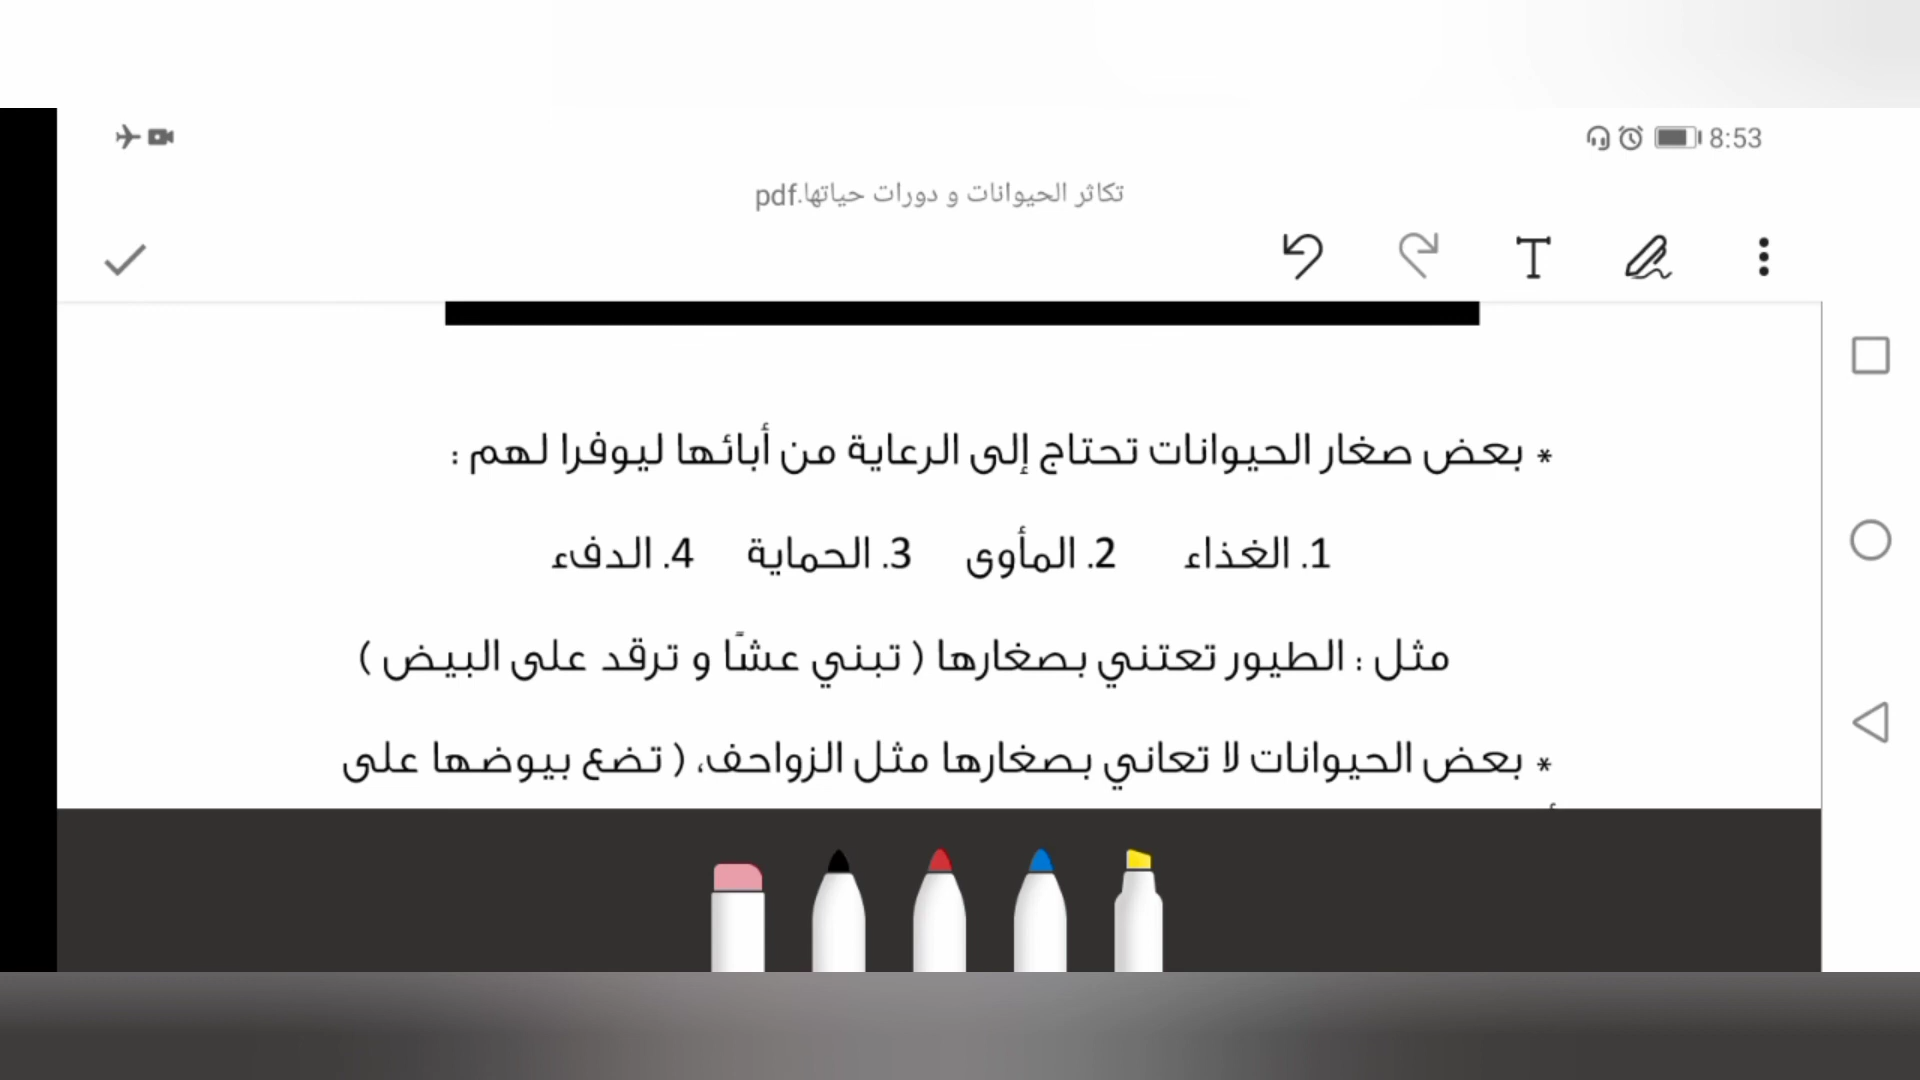 8:53
تكاثر الحيوانات و دورات حياتها.pdf
* بعض صغار الحيوانات تحتاج إلى الرعاية من أبائها ليوفرا لهم :
1. الغذاء 2. المأوى 3. الحماية 4. الدفء
مثل : الطيور تعتني بصغارها ( تبني عشًا و ترقد على البيض )
* بعض الحيوانات لا تعاني بصغارها مثل الزواحف، ( تضع بيوضها على